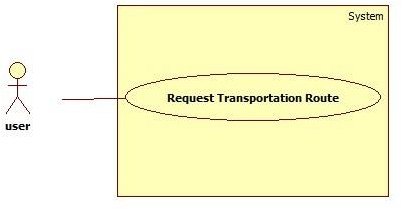 System
Request Transportation Route
user